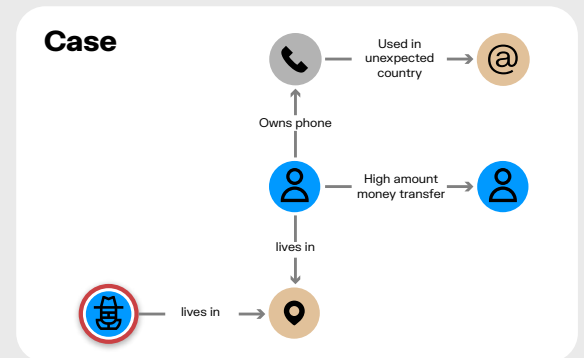 Case
Used in
unexpected
country
@
Owns phone
High amount
money transfer
lives in
lives in